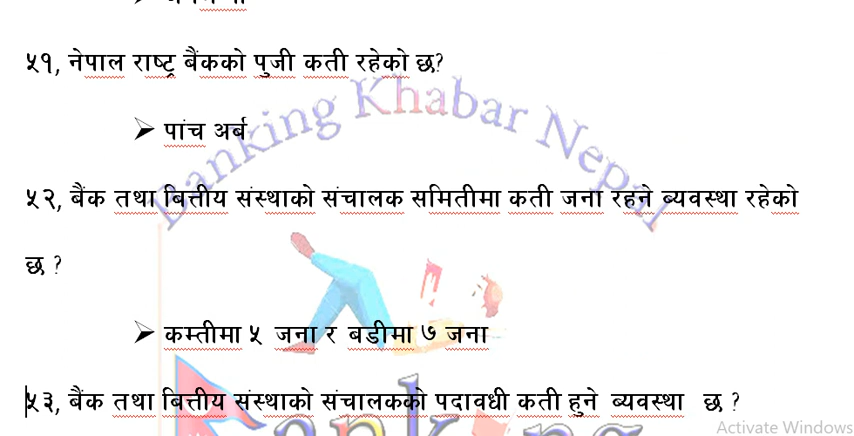 ५१, नेपाल राष्ट्र बैंकको पुजी कती रहेको छ?
➢ पांच अर्ब
५२, बैंक तथा बित्तीय संस्थाको संचालक समितीमा कती जना रहने ब्यवस्था रहेको
छ ?
➢ कम्तीमा ५ जना र बडीमा ७ जना
५३, बैंक तथा बित्तीय संस्थाको संचालकको पदावधी कती हुने ब्यवस्था छ ?
Banking Khabar Nepal
Banking
Activate Windows